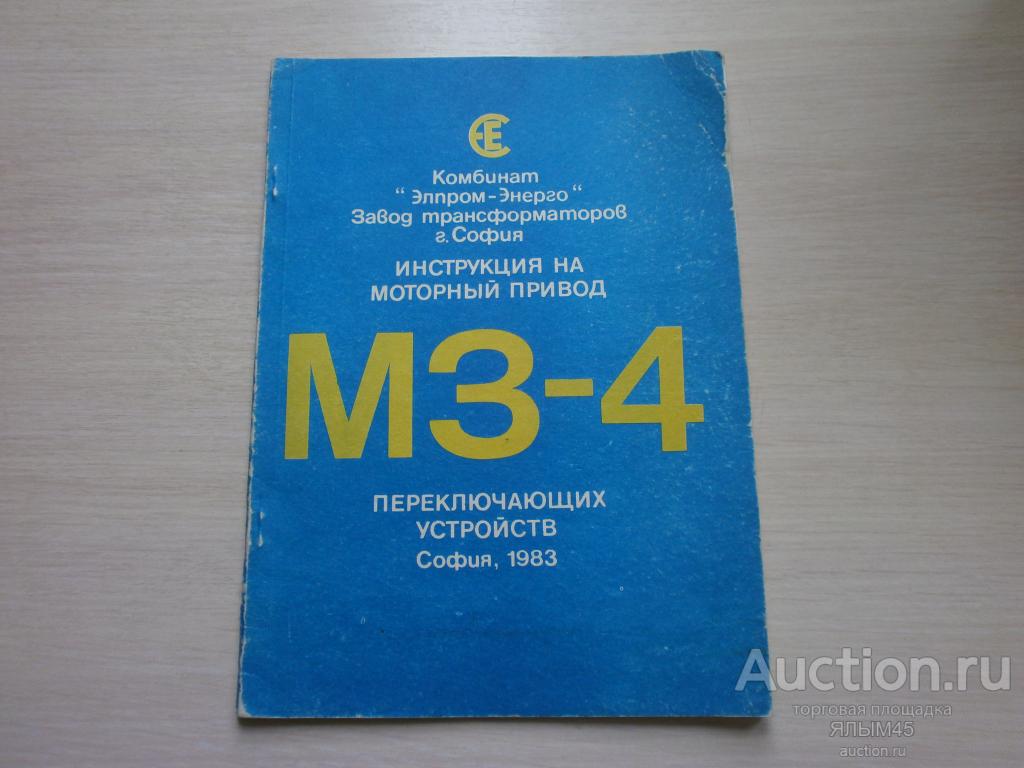 Комбинат
"Элпром-Энерго"
Завод трансформаторов
г. София
ИНСТРУКЦИЯ НА
МОТОРНЫЙ ПРИВОД
МЗ-4
ПЕРЕКЛЮЧАЮЩИХ
УСТРОЙСТВ
София, 1983
Auction.ru
торговая площадка
ЯЛЫМ45
auction.ru